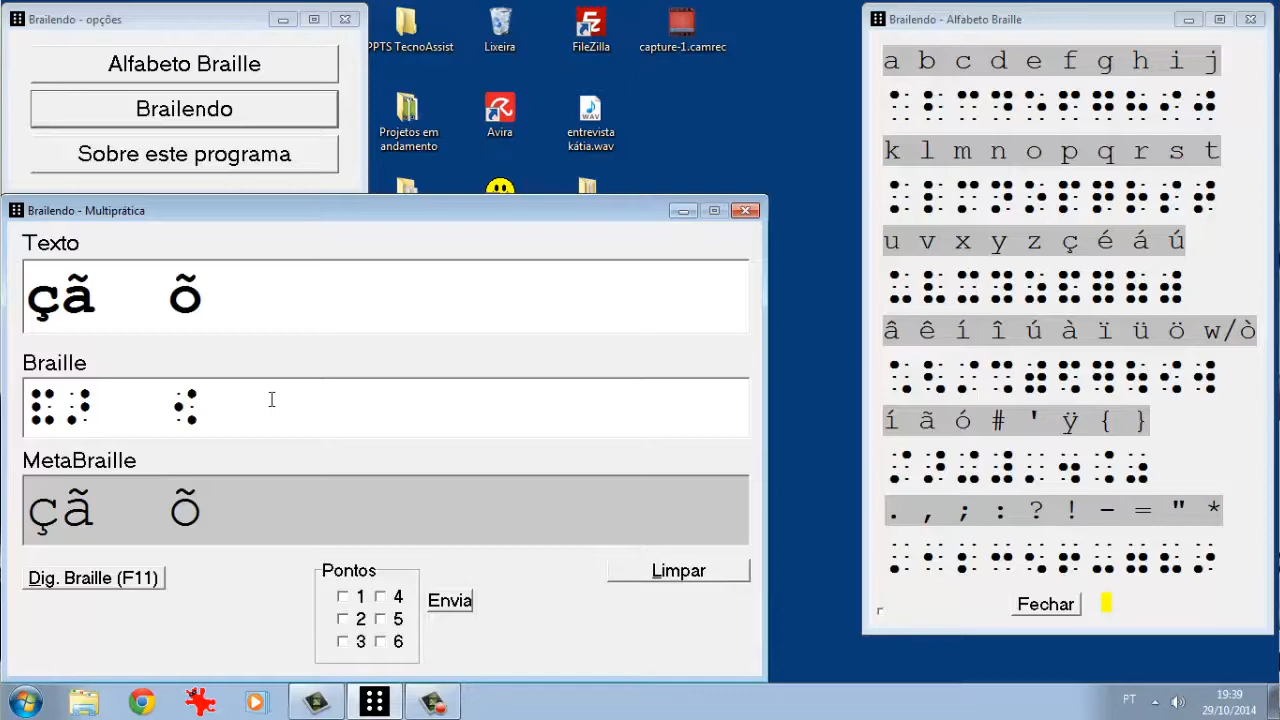 Brailendo - opções
Alfabeto Braille
Brailendo
Sobre este programa
PPTS TecnoAssist
Lixeira
FileZilla
capture-1.camrec
Projetos em
andamento
Avira
entrevista
kátia.wav
Brailendo - Multiprática
Texto
çã õ
Braille
⠯⠜ ⠪
MetaBraille
çã õ
Dig. Braille (F11)
Pontos
1 4
2 5
3 6
Envia
Limpar
Brailendo - Alfabeto Braille
a b c d e f g h i j
k l m n o p q r s t
u v x y z ç é á ú
â ê í î ú à ï ü ö w/ò
í ã ó # ' ÿ { }
. , ; : ? ! - = " *
Fechar
PT
19:39
29/10/2014